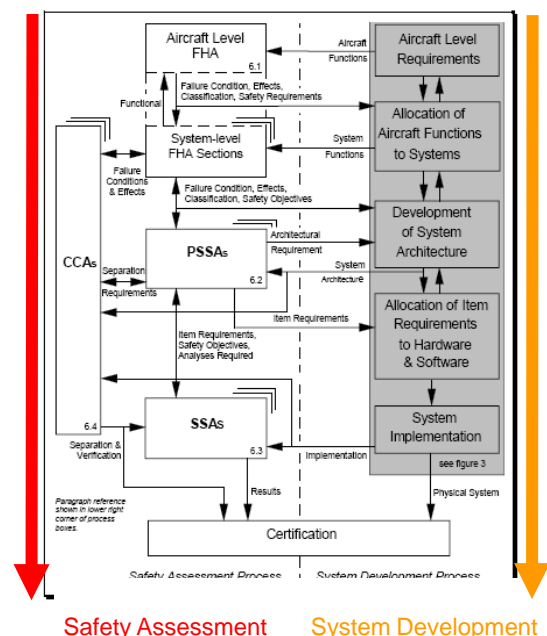 Aircraft Level
FHA
6.1
Aircraft
Functions
Aircraft Level
Requirements
Functional
Failure Condition, Effects,
Classification, Safety Requirements
Allocation of
Aircraft Functions
to Systems
System-level
FHA Sections
System
Functions
Failure
Conditions
& Effects
Failure Condition, Effects,
Classification, Safety Objectives
Development
of System
Architecture
CCAs
6.4
PSSAs
6.2
Architectural
Requirement
Separation
Requirements
System
Architecture
Item Requirements
Allocation of Item
Requirements
to Hardware
& Software
Item Requirements,
Safety Objectives,
Analyses Required
SSAs
6.3
System
Implementation
see figure 3
Separation &
Verification
Implementation
Results
Physical System
Paragraph reference
shown in lower right
corner of process
boxes.
Certification
Safety Assessment Process
System Development Process
Safety Assessment
System Development